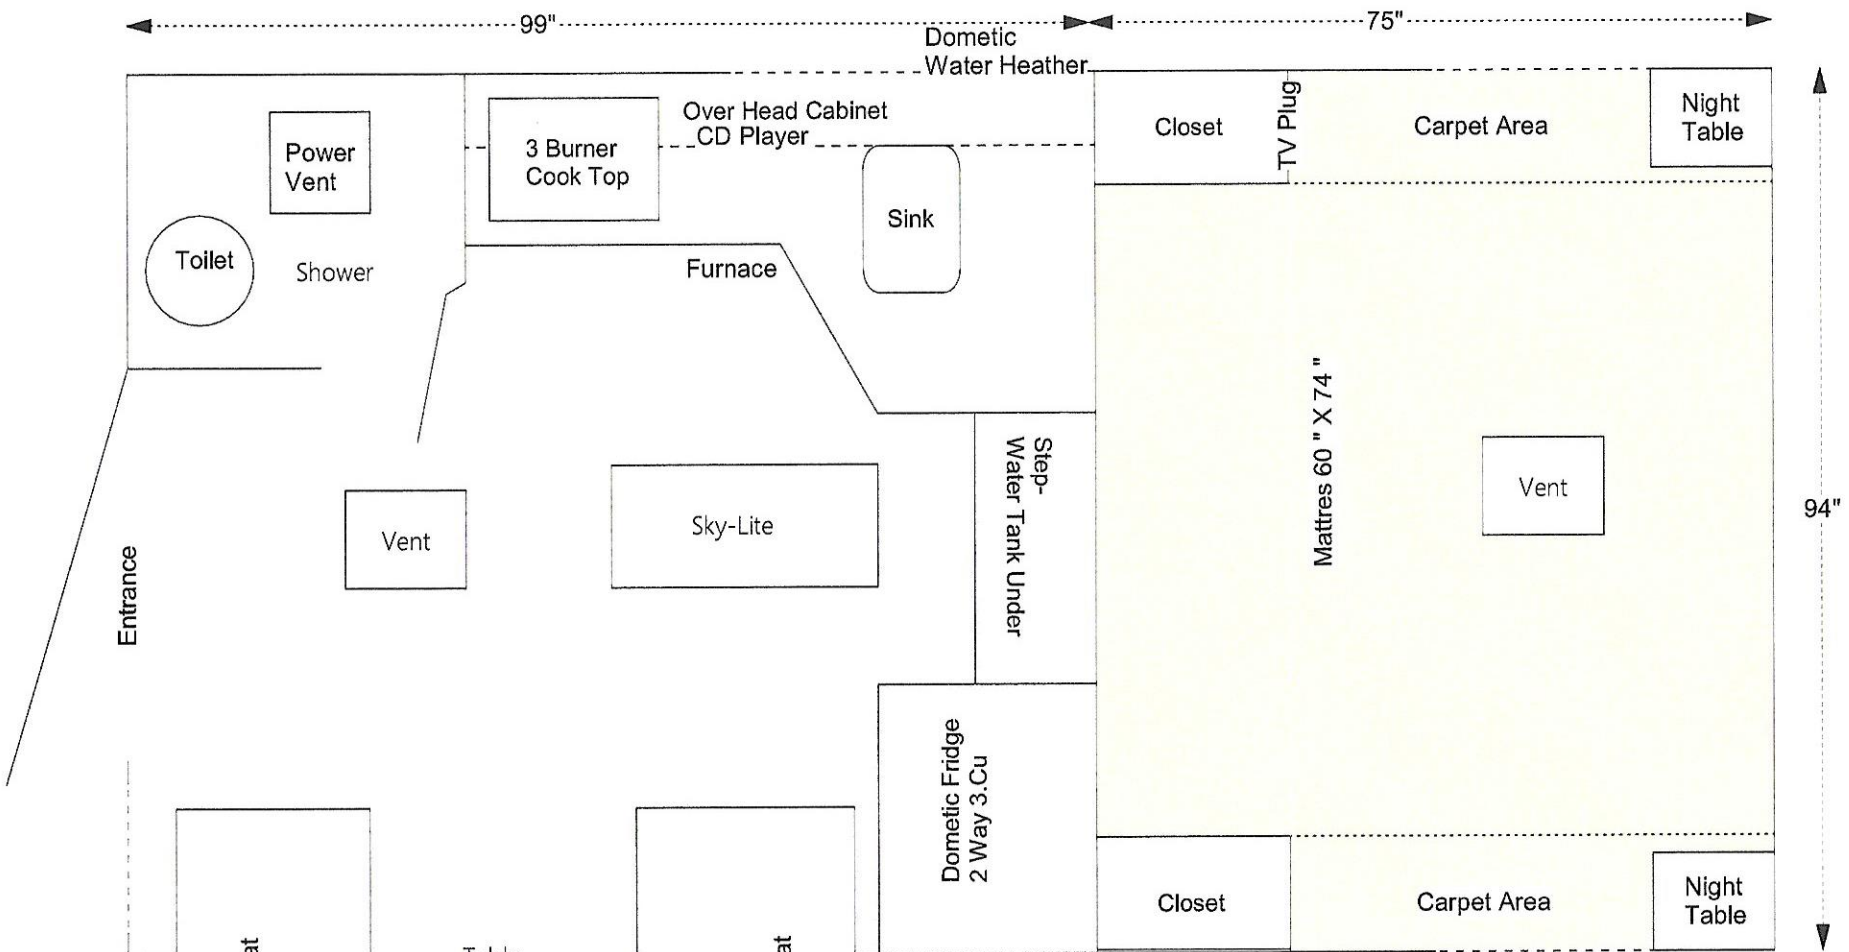 99"
75"
Dometic
Water Heather
Over Head Cabinet
CD Player
3 Burner
Cook Top
Power
Vent
Toilet
Shower
Furnace
Sink
Closet
TV Plug
Carpet Area
Night
Table
Mattres 60 " X 74 "
Vent
94"
Step-
Water Tank Under
Sky-Lite
Vent
Entrance
Dometic Fridge
2 Way 3.Cu
Closet
Carpet Area
Night
Table
at
at